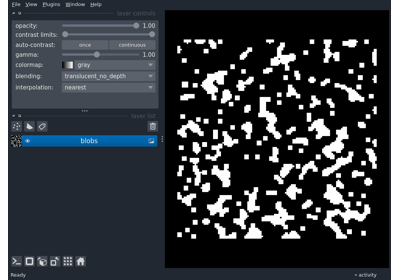 File View Plugins Window Help
layer controls
opacity: 1.00
contrast limits:
auto-contrast: once continuous
gamma: 1.00
colormap: gray
blending: translucent_no_depth
interpolation: nearest
layer list
blobs
Ready activity